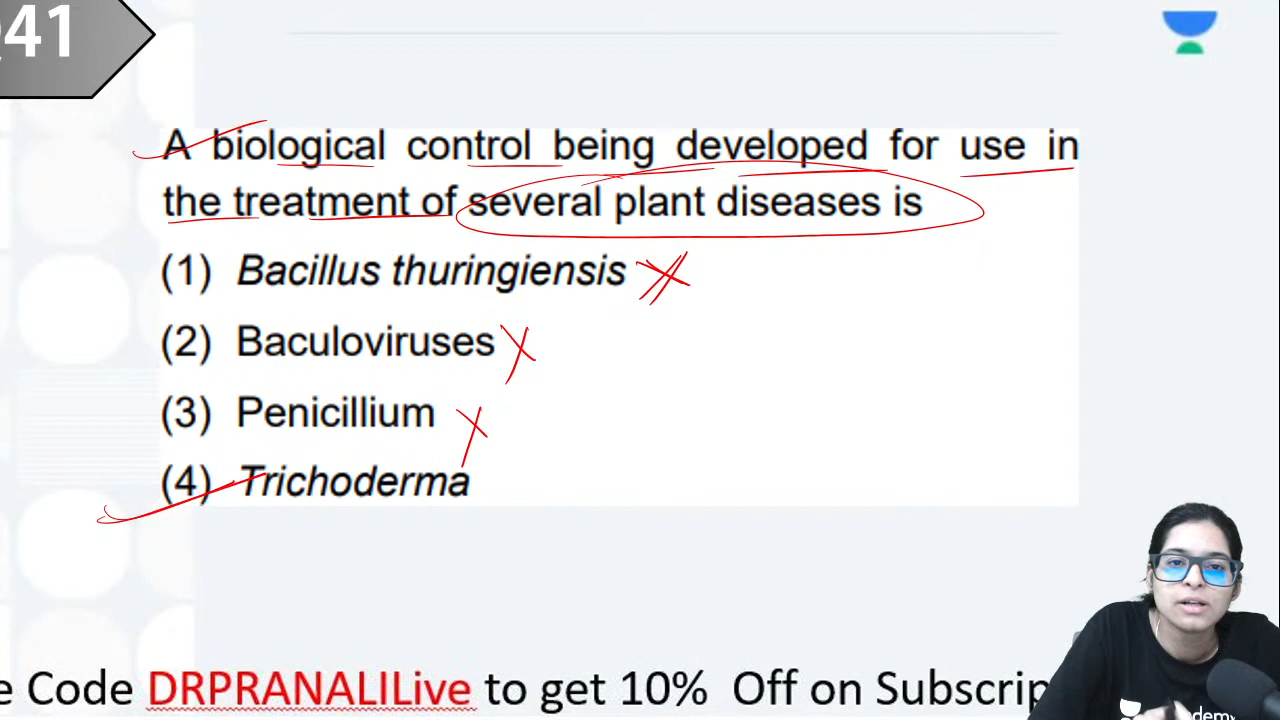 41
A biological control being developed for use in
the treatment of several plant diseases is
(1) Bacillus thuringiensis
(2) Baculoviruses
(3) Penicillium
(4) Trichoderma
e Code DRPRANALILive to get 10% Off on Subscrip
demy